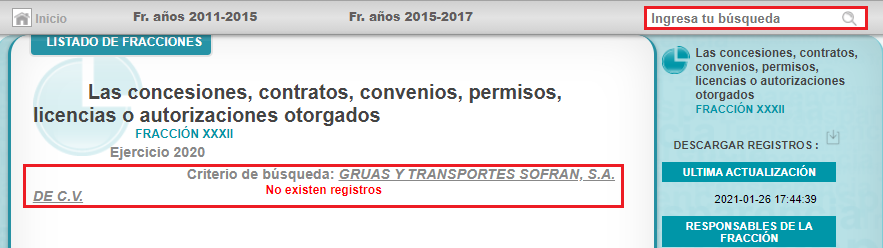 Inicio
Fr. años 2011-2015
Fr. años 2015-2017
Ingresa tu búsqueda
LISTADO DE FRACCIONES
Las concesiones, contratos, convenios, permisos,
licencias o autorizaciones otorgados
FRACCIÓN XXXII
Ejercicio 2020
Criterio de búsqueda: GRUAS Y TRANSPORTES SOFRAN, S.A.
DE C.V.
No existen registros
Las concesiones, contratos,
convenios, permisos,
licencias o autorizaciones
otorgados
FRACCIÓN XXXII
DESCARGAR REGISTROS :
ULTIMA ACTUALIZACIÓN
2021-01-26 17:44:39
RESPONSABLES DE LA
FRACCIÓN